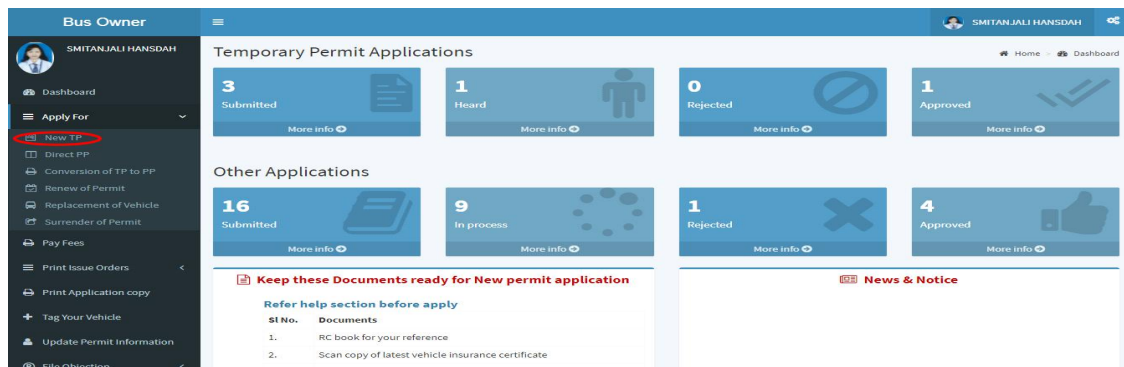 Bus Owner
SMITANJALI HANSDAH
SMITANJALI HANSDAH
Dashboard
Apply For
New TP
Direct PP
Conversion of TP to PP
Renew of Permit
Replacement of Vehicle
Surrender of Permit
Pay Fees
Print Issue Orders
Print Application copy
Tag Your Vehicle
Update Permit Information
File Objection
Temporary Permit Applications
Home > Dashboard
3
Submitted
More info
1
Heard
More info
0
Rejected
More info
1
Approved
More info
Other Applications
16
Submitted
More info
9
In process
More info
1
Rejected
More info
4
Approved
More info
Keep these Documents ready for New permit application
Refer help section before apply
Sl No. Documents
1. RC book for your reference
2. Scan copy of latest vehicle insurance certificate
News & Notice